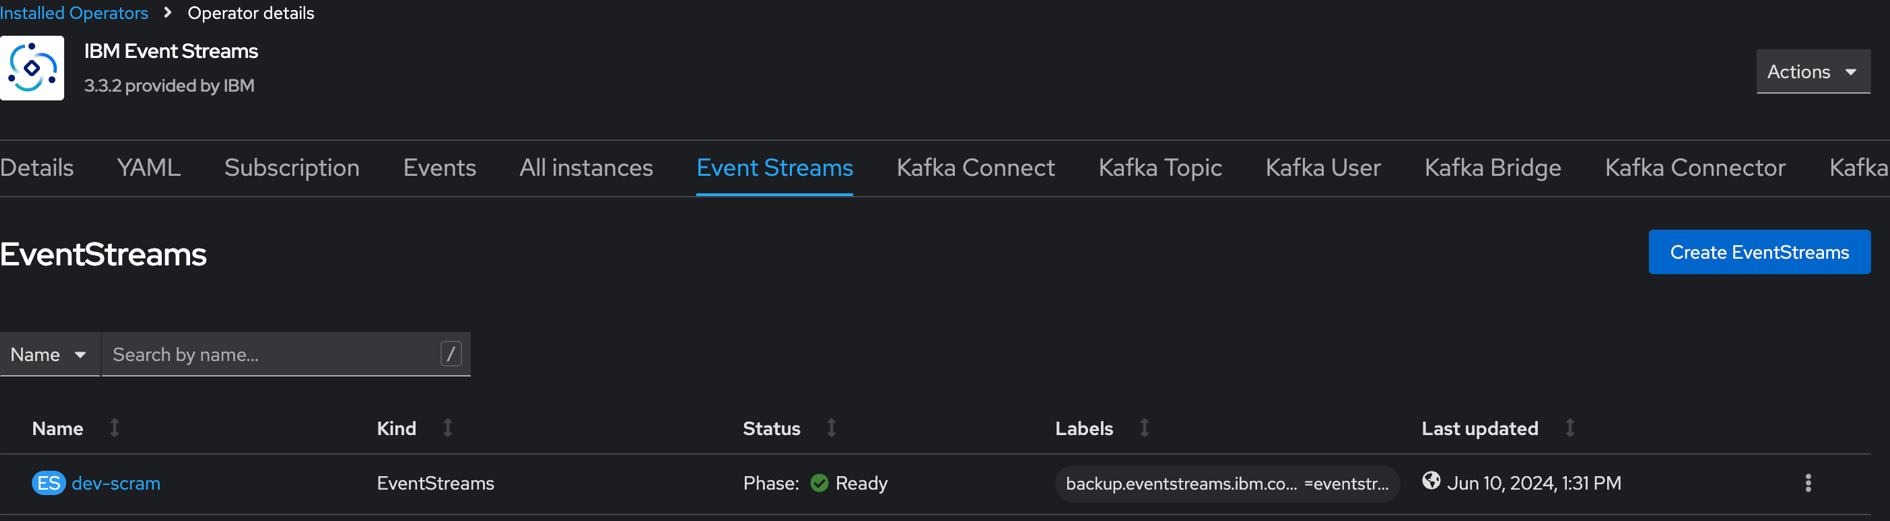 Installed Operators > Operator details
IBM Event Streams
3.3.2 provided by IBM
Actions
Details YAML Subscription Events All instances Event Streams Kafka Connect Kafka Topic Kafka User Kafka Bridge Kafka Connector Kafka
EventStreams
Create EventStreams
Name Search by name... /
Name Kind Status Labels Last updated
ES dev-scram EventStreams Phase: Ready backup.eventstreams.ibm.co... =eventstr... Jun 10, 2024, 1:31 PM